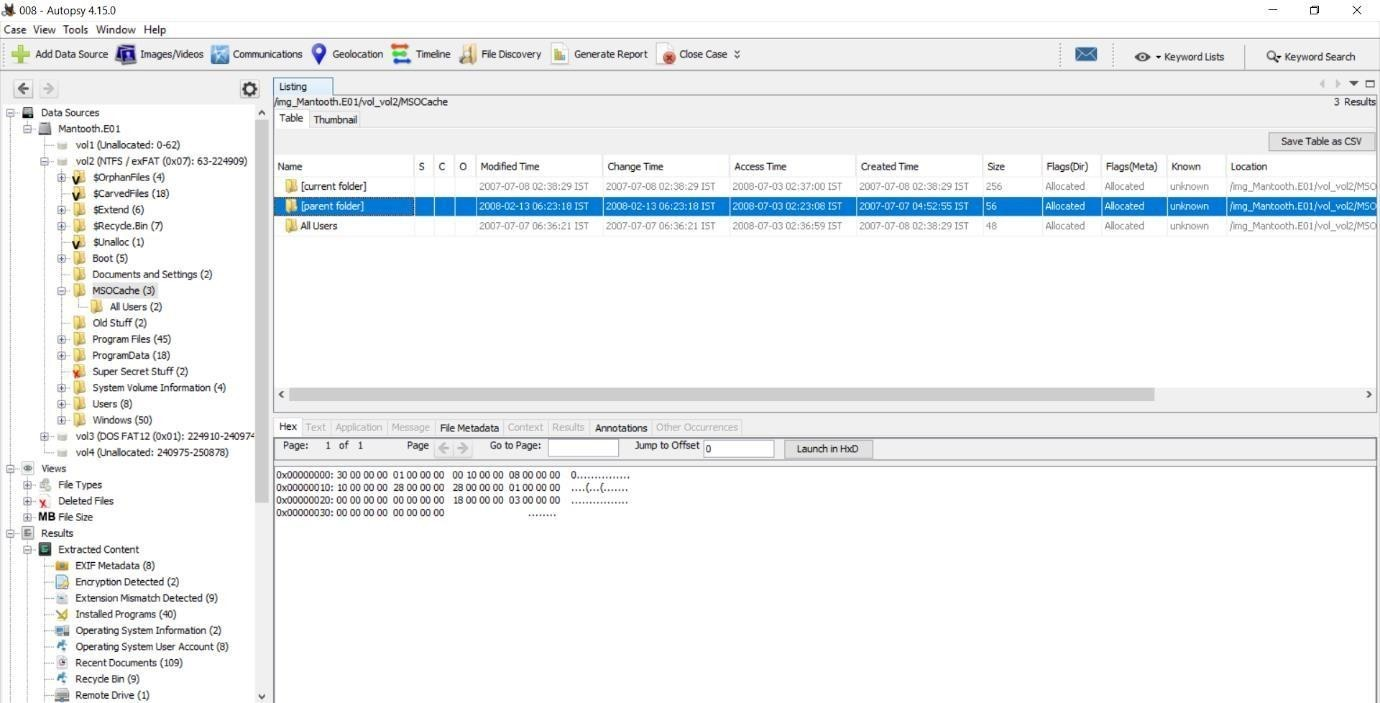 008 - Autopsy 4.15.0
Case View Tools Window Help
Add Data Source Images/Videos Communications Geolocation Timeline File Discovery Generate Report Close Case Keyword Lists Keyword Search
Data Sources
Mantooth.E01
vol1 (Unallocated: 0-62)
vol2 (NTFS / exFAT (0x07): 63-224909)
$OrphanFiles (4)
$CarvedFiles (18)
$Extend (6)
$Recycle.Bin (7)
$Unalloc (1)
Boot (5)
Documents and Settings (2)
MSOCache (3)
All Users (2)
Old Stuff (2)
Program Files (45)
ProgramData (18)
Super Secret Stuff (2)
System Volume Information (4)
Users (8)
Windows (50)
vol3 (DOS FAT12 (0x01): 224910-240974
vol4 (Unallocated: 240975-250878)
Views
File Types
Deleted Files
MB File Size
Results
Extracted Content
EXIF Metadata (8)
Encryption Detected (2)
Extension Mismatch Detected (9)
Installed Programs (40)
Operating System Information (2)
Operating System User Account (8)
Recent Documents (109)
Recycle Bin (9)
Remote Drive (1)
Listing
/img_Mantooth.E01/vol_vol2/MSOCache 3 Results
Table Thumbnail
Save Table as CSV
Name S C O Modified Time Change Time Access Time Created Time Size Flags(Dir) Flags(Meta) Known Location
[current folder] 2007-07-08 02:38:29 IST 2007-07-08 02:38:29 IST 2008-07-03 02:37:00 IST 2007-07-08 02:38:29 IST 256 Allocated Allocated unknown /img_Mantooth.E01/vol_vol2/MSO
[parent folder] 2008-02-13 06:23:18 IST 2008-02-13 06:23:18 IST 2008-07-03 02:23:08 IST 2007-07-07 04:52:55 IST 56 Allocated Allocated unknown /img_Mantooth.E01/vol_vol2/MSO
All Users 2007-07-07 06:36:21 IST 2007-07-07 06:36:21 IST 2008-07-03 02:36:59 IST 2007-07-08 02:38:29 IST 48 Allocated Allocated unknown /img_Mantooth.E01/vol_vol2/MSO
Hex Text Application Message File Metadata Context Results Annotations Other Occurrences
Page: 1 of 1 Page Go to Page: Jump to Offset 0 Launch in HxD
0x00000000: 30 00 00 00 01 00 00 00 00 10 00 00 08 00 00 00 0...............
0x00000010: 10 00 00 00 28 00 00 00 28 00 00 00 01 00 00 00 ....(...(.......
0x00000020: 00 00 00 00 00 00 00 00 18 00 00 00 03 00 00 00 ................
0x00000030: 00 00 00 00 00 00 00 00 ........